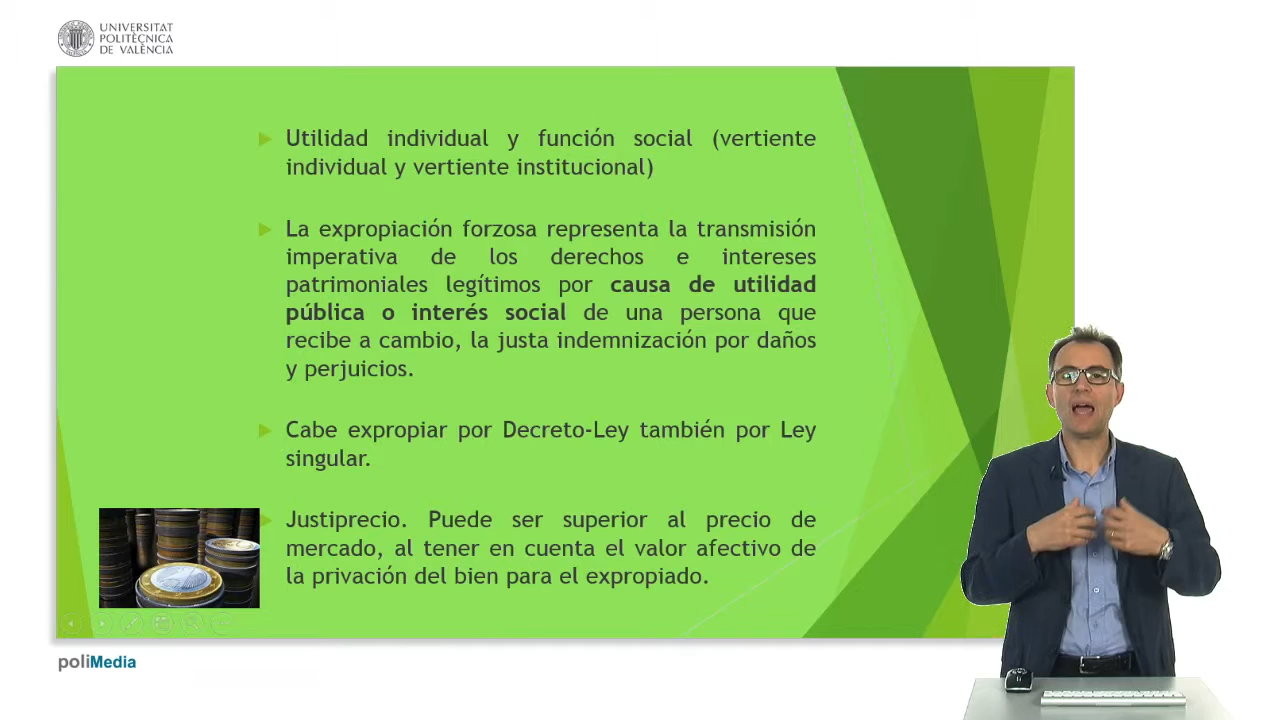 UNIVERSITAT
POLITÈCNICA
DE VALÈNCIA
Utilidad individual y función social (vertiente
individual y vertiente institucional)
La expropiación forzosa representa la transmisión
imperativa de los derechos e intereses
patrimoniales legítimos por causa de utilidad
pública o interés social de una persona que
recibe a cambio, la justa indemnización por daños
y perjuicios.
Cabe expropiar por Decreto-Ley también por Ley
singular.
Justiprecio. Puede ser superior al precio de
mercado, al tener en cuenta el valor afectivo de
la privación del bien para el expropiado.
poliMedia